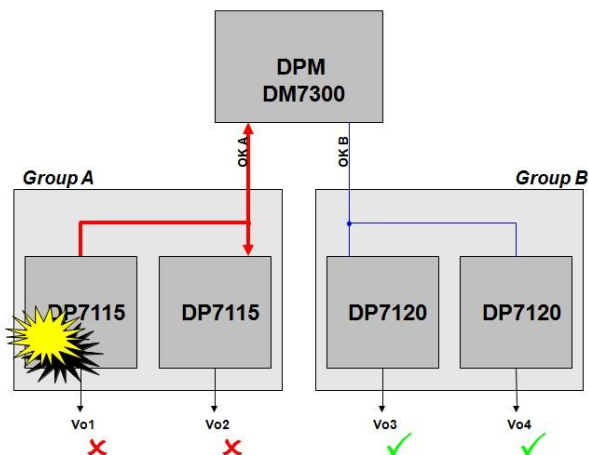 DPM
DM7300
OK A
OK B
Group A
Group B
DP7115
DP7115
DP7120
DP7120
Vo1
Vo2
Vo3
Vo4